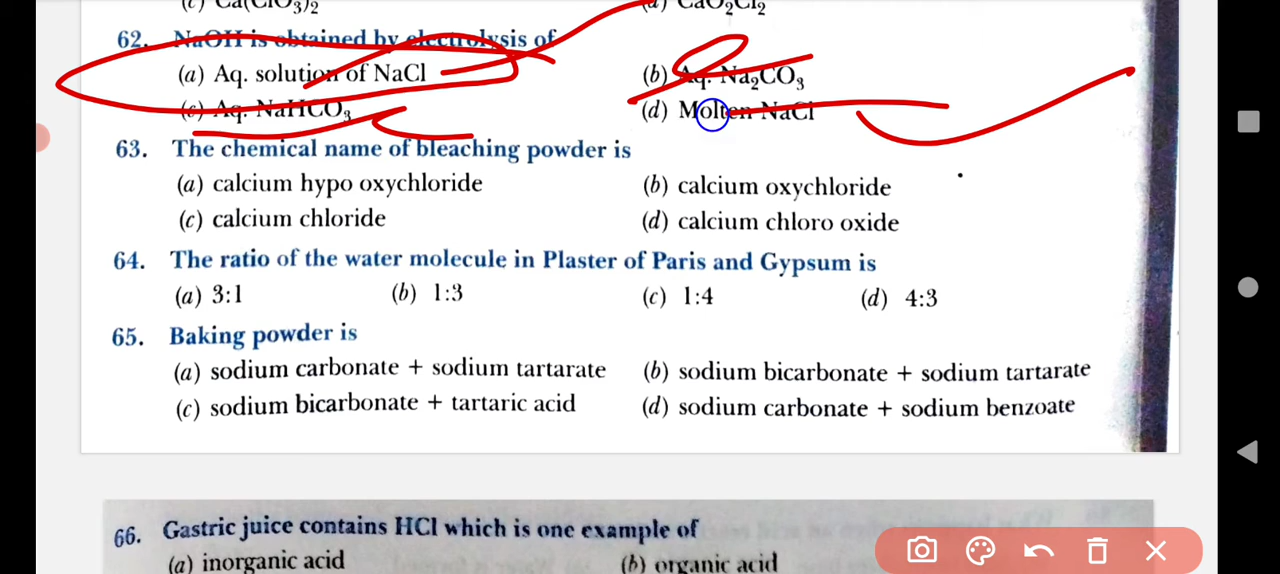 (c) Ca(ClO₃)₂ (d) CaO₂Cl₂
62. NaOH is obtained by electrolysis of
(a) Aq. solution of NaCl (b) Aq. Na₂CO₃
(c) Aq. NaHCO₃ (d) Molten NaCl
63. The chemical name of bleaching powder is
(a) calcium hypo oxychloride (b) calcium oxychloride
(c) calcium chloride (d) calcium chloro oxide
64. The ratio of the water molecule in Plaster of Paris and Gypsum is
(a) 3:1 (b) 1:3 (c) 1:4 (d) 4:3
65. Baking powder is
(a) sodium carbonate + sodium tartarate (b) sodium bicarbonate + sodium tartarate
(c) sodium bicarbonate + tartaric acid (d) sodium carbonate + sodium benzoate
66. Gastric juice contains HCl which is one example of
(a) inorganic acid (b) organic acid